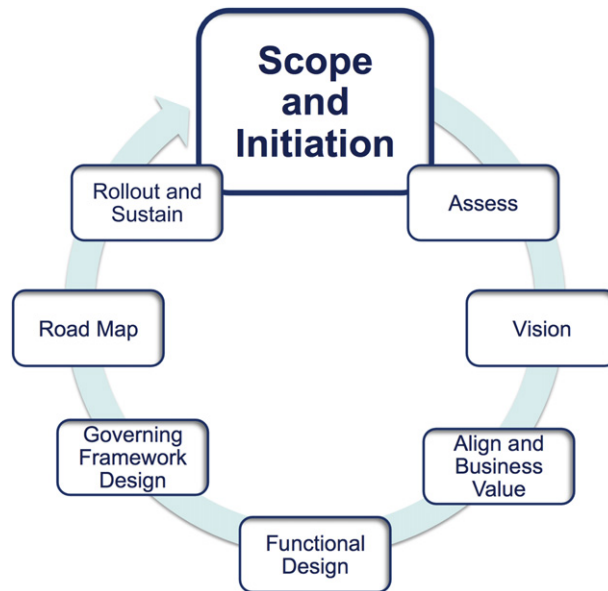 Scope
and
Initiation
Assess
Vision
Align and
Business
Value
Functional
Design
Governing
Framework
Design
Road Map
Rollout and
Sustain